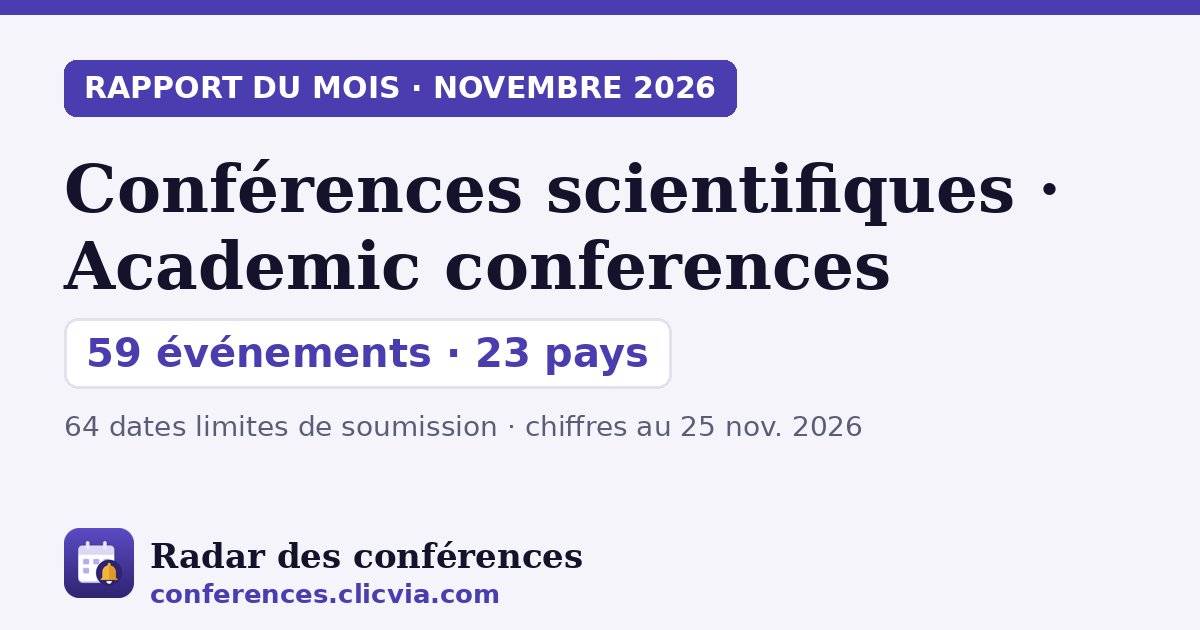 RAPPORT DU MOIS · NOVEMBRE 2026
Conférences scientifiques ·
Academic conferences
59 événements · 23 pays
64 dates limites de soumission · chiffres au 25 nov. 2026
Radar des conférences
conferences.clicvia.com